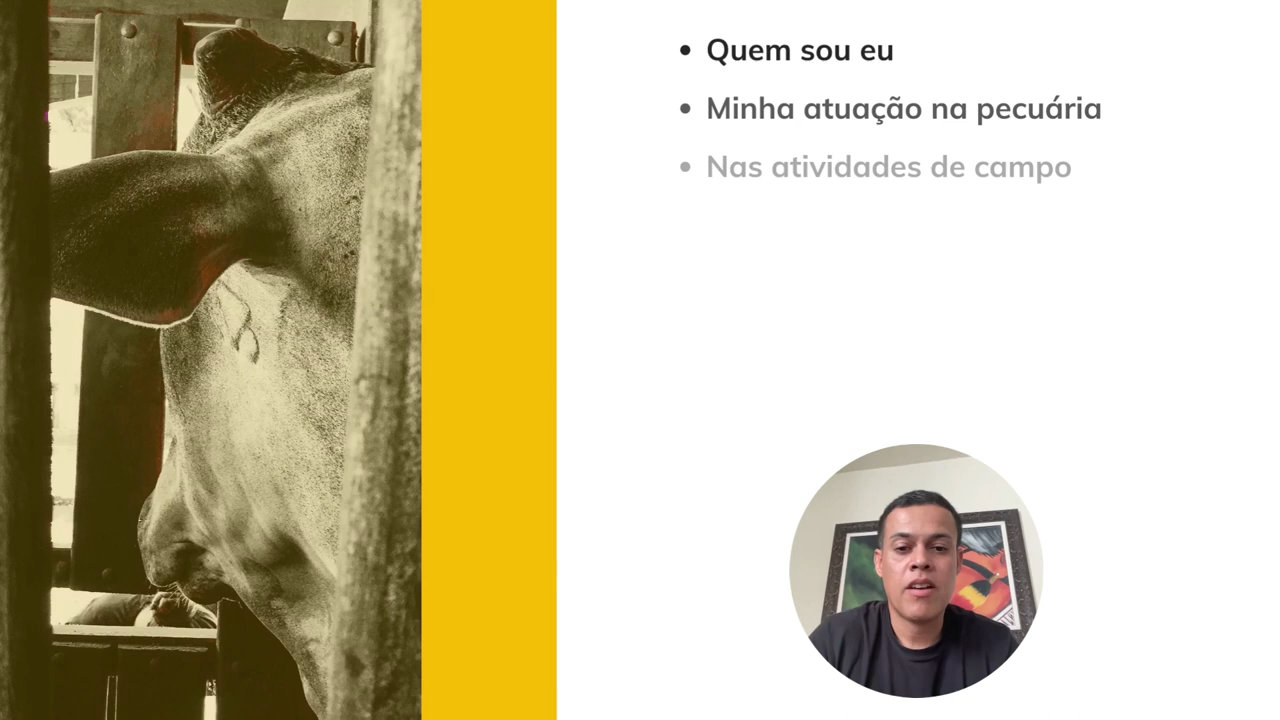 Quem sou eu
Minha atuação na pecuária
Nas atividades de campo